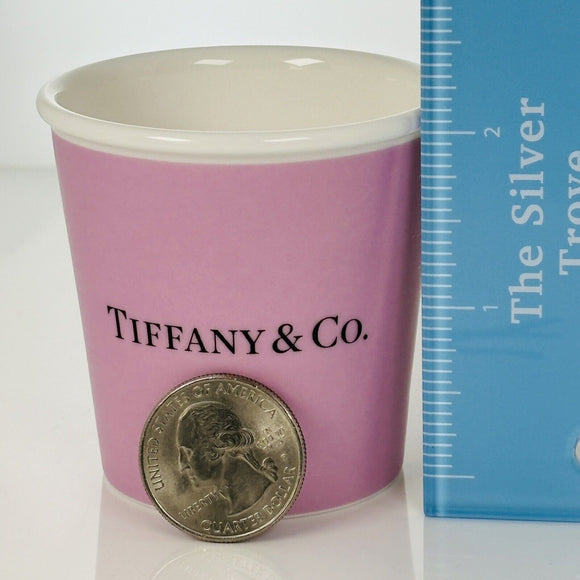 TIFFANY & CO.
UNITED STATES OF AMERICA
LIBERTY
QUARTER DOLLAR
2
1
The Silver
Trove